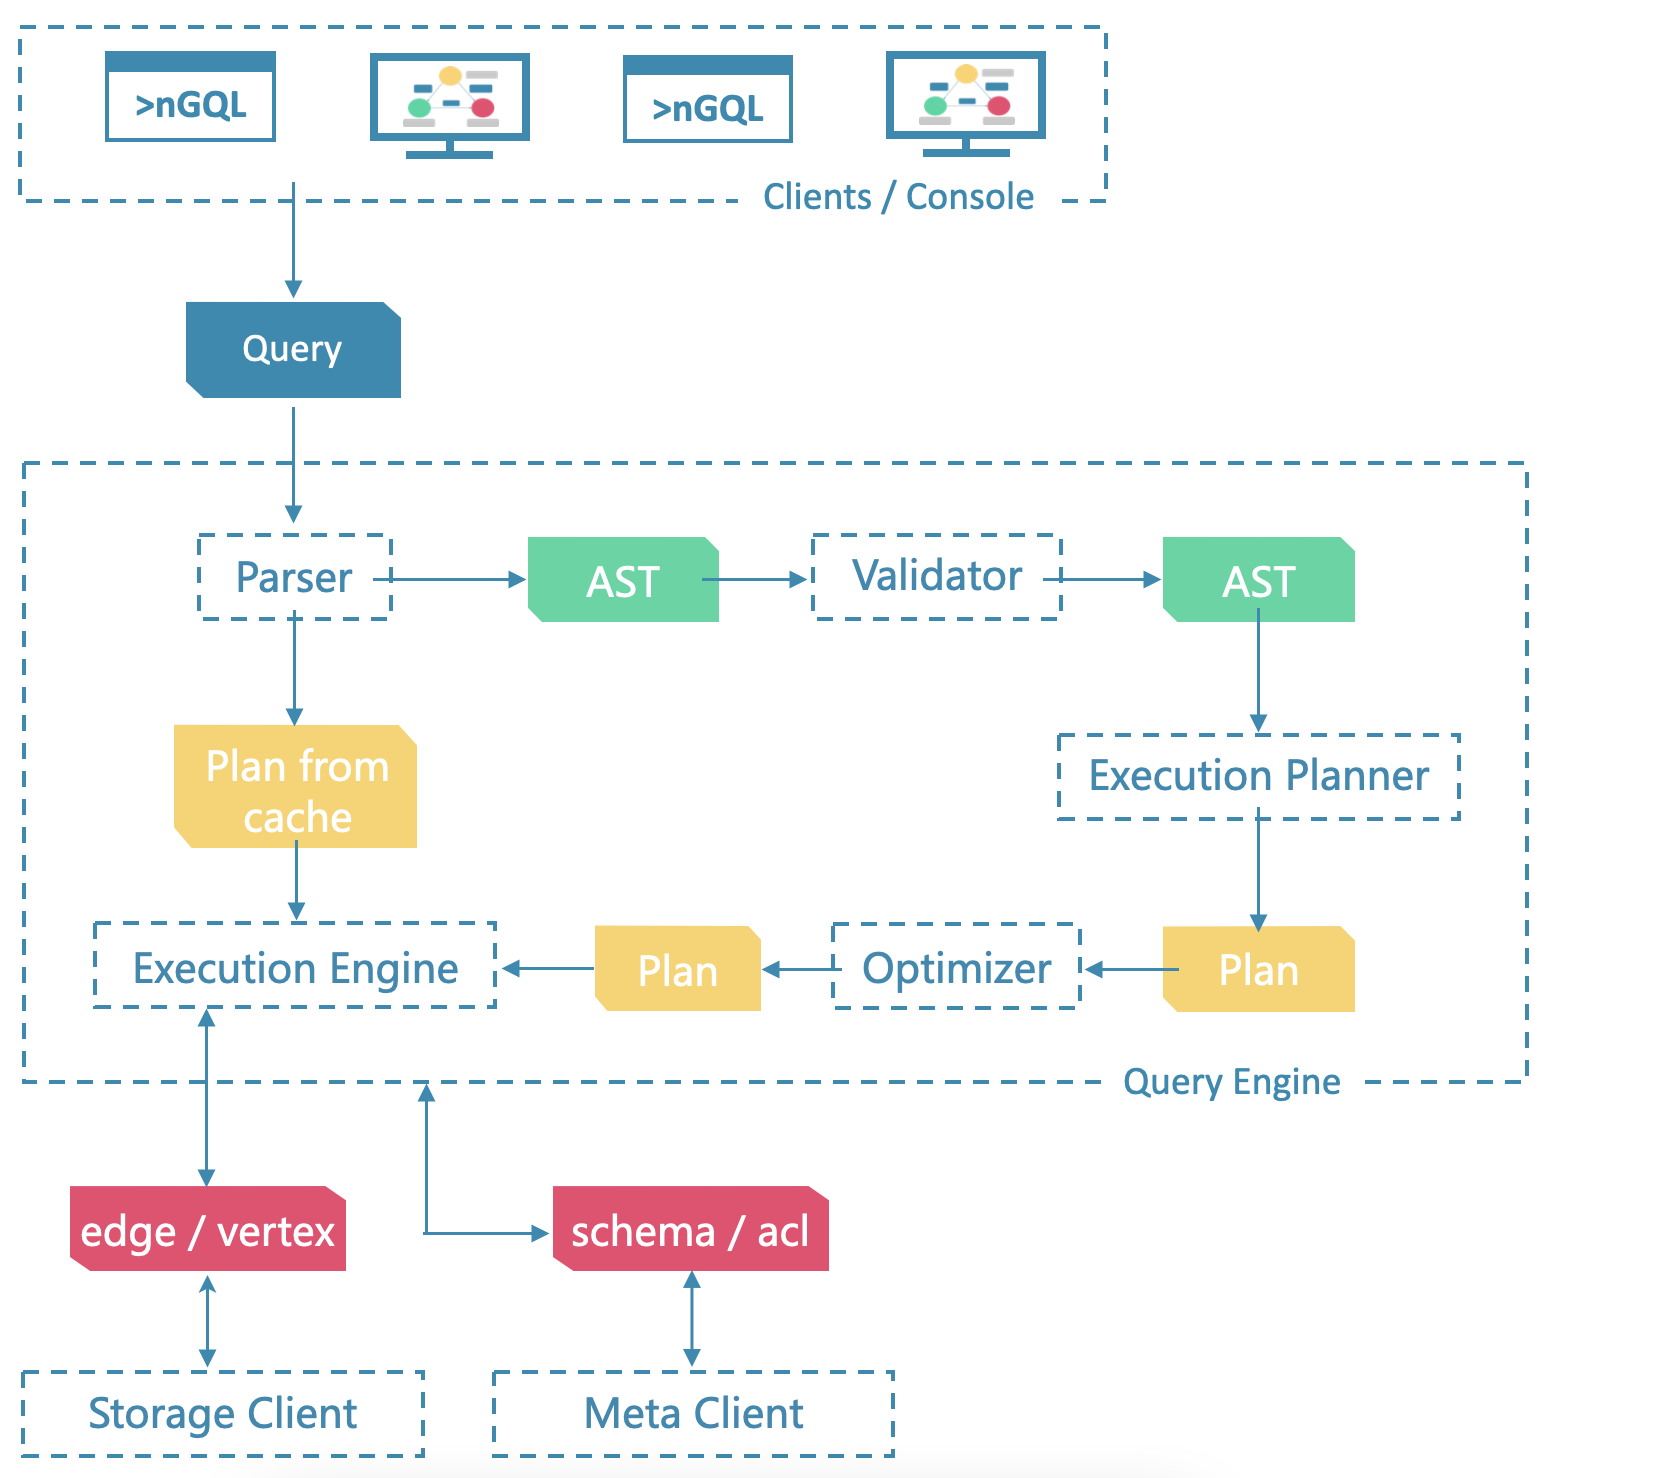 >nGQL
>nGQL
Clients / Console
Query
Parser
AST
Validator
AST
Plan from
cache
Execution Planner
Execution Engine
Plan
Optimizer
Plan
Query Engine
edge / vertex
schema / acl
Storage Client
Meta Client